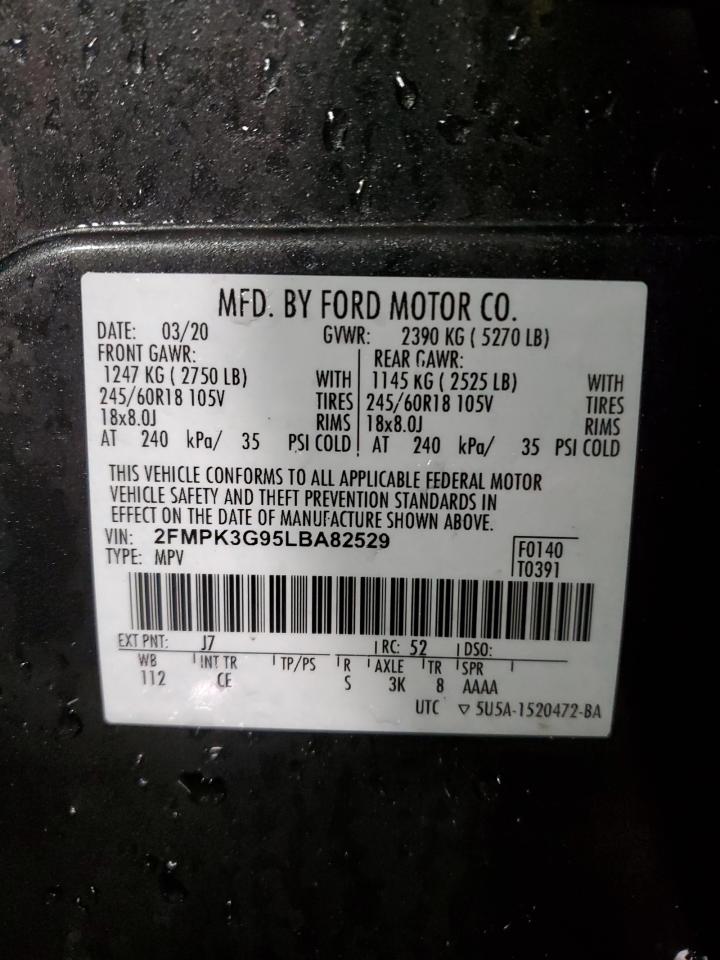 MFD. BY FORD MOTOR CO.
DATE: 03/20 GVWR: 2390 KG ( 5270 LB)
FRONT GAWR: REAR GAWR:
1247 KG ( 2750 LB) WITH 1145 KG ( 2525 LB) WITH
245/60R18 105V TIRES 245/60R18 105V TIRES
18x8.0J RIMS 18x8.0J RIMS
AT 240 kPa/ 35 PSI COLD AT 240 kPa/ 35 PSI COLD
THIS VEHICLE CONFORMS TO ALL APPLICABLE FEDERAL MOTOR
VEHICLE SAFETY AND THEFT PREVENTION STANDARDS IN
EFFECT ON THE DATE OF MANUFACTURE SHOWN ABOVE.
VIN: 2FMPK3G95LBA82529 F0140
TYPE: MPV T0391
EXT PNT: J7 RC: 52 DSO:
WB INT TR TP/PS R AXLE TR SPR
112 CE S 3K 8 AAAA
UTC ▽ 5U5A-1520472-BA